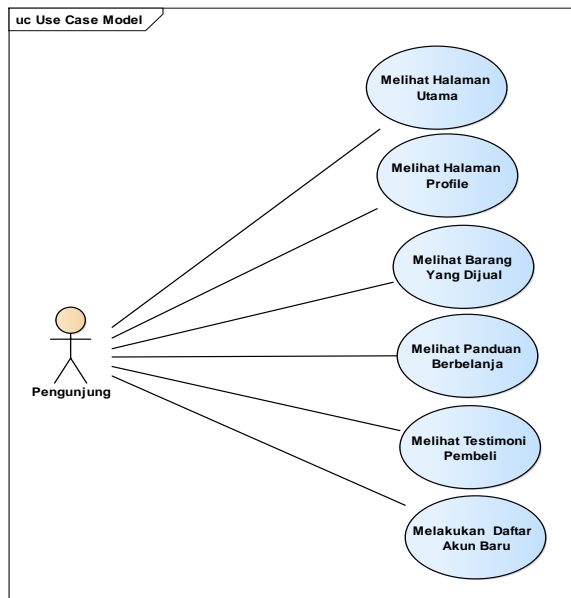 uc Use Case Model
Melihat Halaman
Utama
Melihat Halaman
Profile
Melihat Barang
Yang Dijual
Melihat Panduan
Berbelanja
Pengunjung
Melihat Testimoni
Pembeli
Melakukan  Daftar
Akun Baru